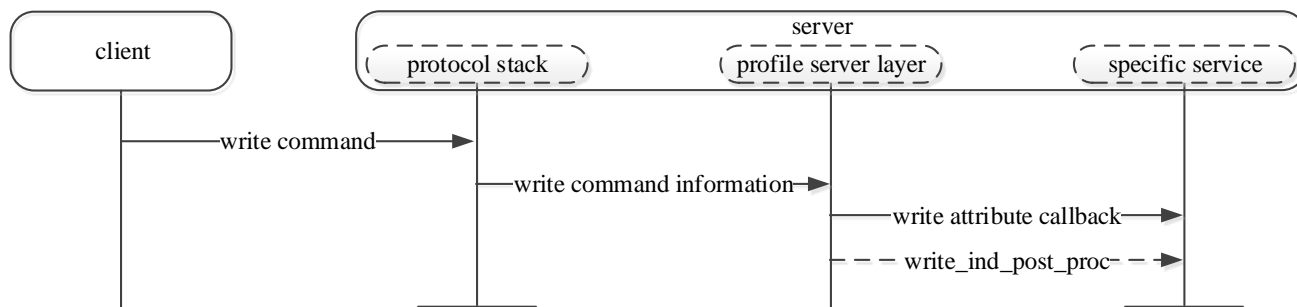 client
server
protocol stack
profile server layer
specific service
write command
write command information
write attribute callback
write_ind_post_proc